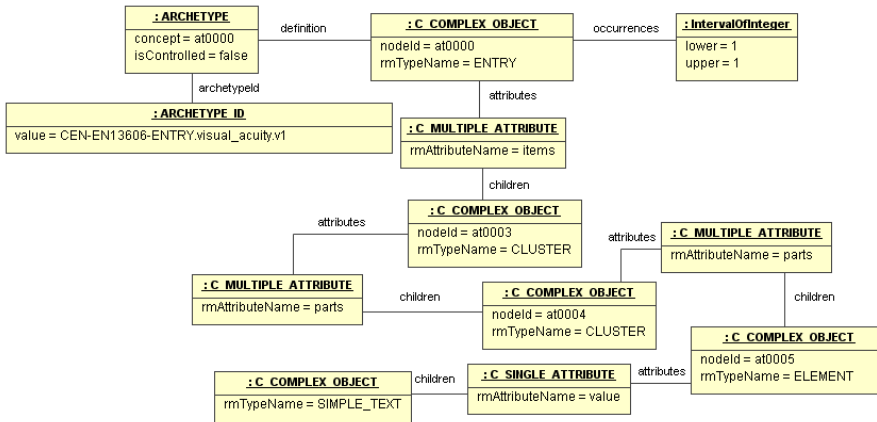 : ARCHETYPE
concept = at0000
isControlled = false
definition
: C_COMPLEX_OBJECT
nodeId = at0000
rmTypeName = ENTRY
occurrences
: IntervalOfInteger
lower = 1
upper = 1
archetypeId
attributes
: ARCHETYPE_ID
value = CEN-EN13606-ENTRY.visual_acuity.v1
: C_MULTIPLE_ATTRIBUTE
rmAttributeName = items
children
: C_COMPLEX_OBJECT
nodeId = at0003
rmTypeName = CLUSTER
attributes
attributes
: C_MULTIPLE_ATTRIBUTE
rmAttributeName = parts
: C_MULTIPLE_ATTRIBUTE
rmAttributeName = parts
children
: C_COMPLEX_OBJECT
nodeId = at0004
rmTypeName = CLUSTER
children
: C_COMPLEX_OBJECT
nodeId = at0005
rmTypeName = ELEMENT
attributes
: C_SINGLE_ATTRIBUTE
rmAttributeName = value
children
: C_COMPLEX_OBJECT
rmTypeName = SIMPLE_TEXT